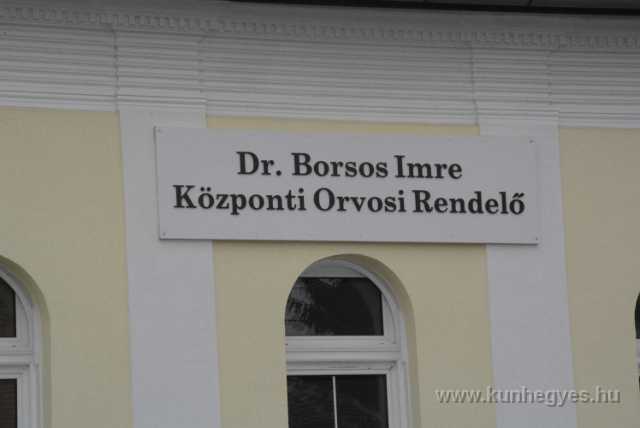 Dr. Borsos Imre
Központi Orvosi Rendelő
www.kunhegyes.hu